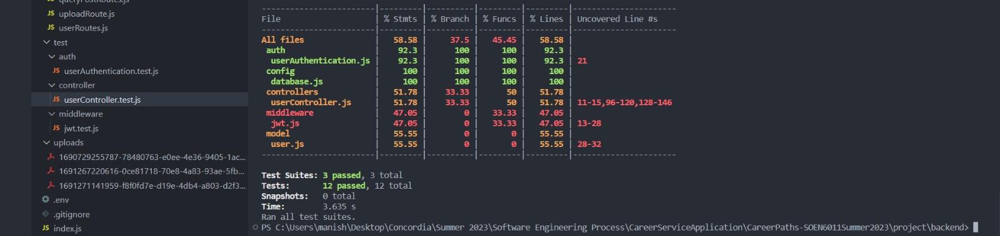 queryPostRoutes.js
uploadRoute.js
userRoutes.js
test
auth
userAuthentication.test.js
controller
userController.test.js
middleware
jwt.test.js
uploads
1690729255787-78480763-e0ee-4e36-9405-1ac...
1691267220616-0ce81718-70e8-4a83-93ae-5fb...
1691271141959-f8f0fd7e-d19e-4db4-a803-d2f3...
.env
.gitignore
index.js
-----------------------|---------|----------|---------|---------|---------------------
File | % Stmts | % Branch | % Funcs | % Lines | Uncovered Line #s
-----------------------|---------|----------|---------|---------|---------------------
All files | 58.58 | 37.5 | 45.45 | 58.58 |
auth | 92.3 | 100 | 100 | 92.3 |
userAuthentication.js | 92.3 | 100 | 100 | 92.3 | 21
config | 100 | 100 | 100 | 100 |
database.js | 100 | 100 | 100 | 100 |
controllers | 51.78 | 33.33 | 50 | 51.78 |
userController.js | 51.78 | 33.33 | 50 | 51.78 | 11-15,96-120,128-146
middleware | 47.05 | 0 | 33.33 | 47.05 |
jwt.js | 47.05 | 0 | 33.33 | 47.05 | 13-28
model | 55.55 | 0 | 0 | 55.55 |
user.js | 55.55 | 0 | 0 | 55.55 | 28-32
-----------------------|---------|----------|---------|---------|---------------------
Test Suites: 3 passed, 3 total
Tests: 12 passed, 12 total
Snapshots: 0 total
Time: 3.635 s
Ran all test suites.
PS C:\Users\manish\Desktop\Concordia\Summer 2023\Software Engineering Process\CareerServiceApplication\CareerPaths-SOEN6011Summer2023\project\backend>